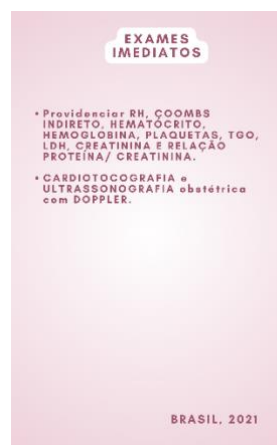 EXAMES
IMEDIATOS
• Providenciar RH, COOMBS
INDIRETO, HEMATÓCRITO,
HEMOGLOBINA, PLAQUETAS, TGO,
LDH, CREATININA E RELAÇÃO
PROTEÍNA/ CREATININA.
• CARDIOTOCOGRAFIA e
ULTRASSONOGRAFIA obstétrica
com DOPPLER.
BRASIL, 2021